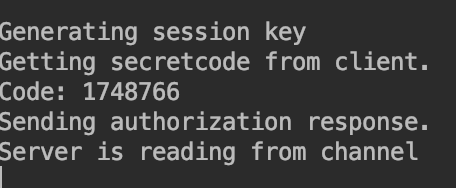 Generating session key
Getting secretcode from client.
Code: 1748766
Sending authorization response.
Server is reading from channel